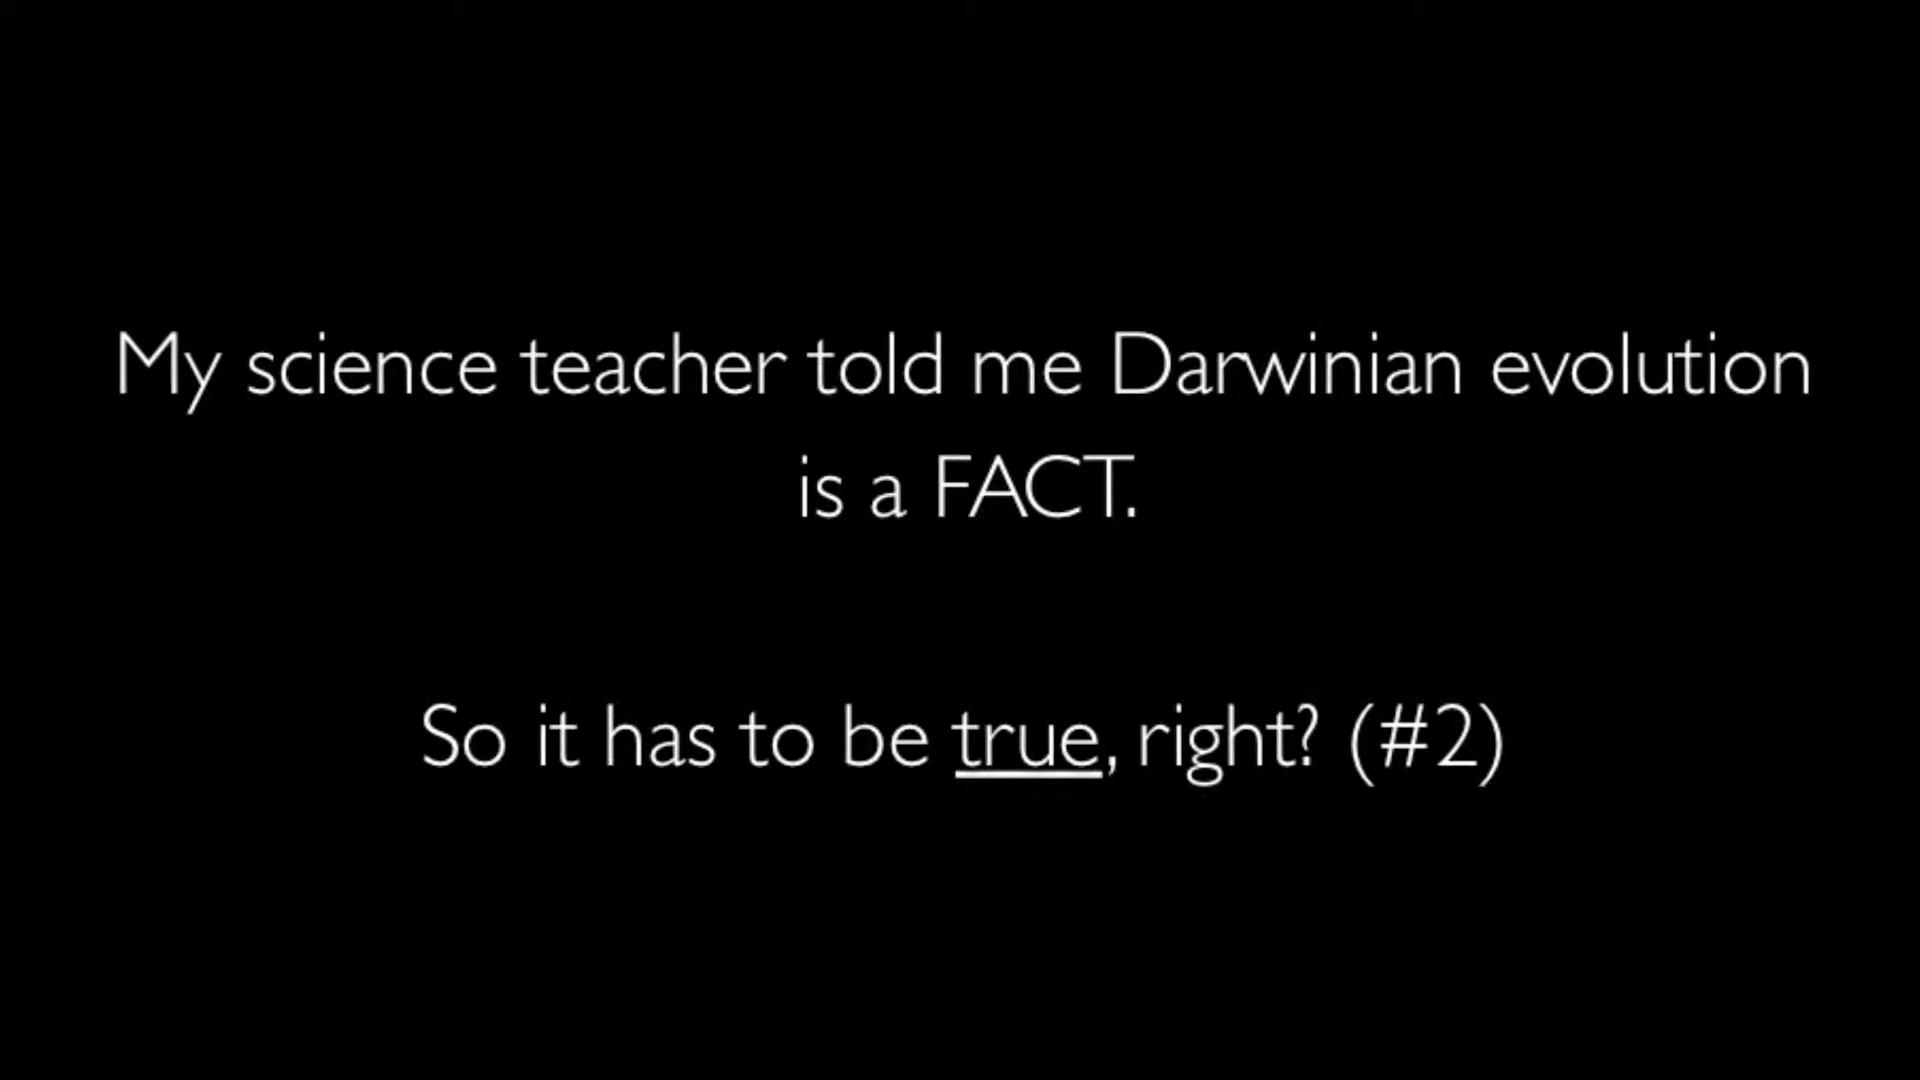 My science teacher told me Darwinian evolution
is a FACT.
So it has to be true, right? (#2)